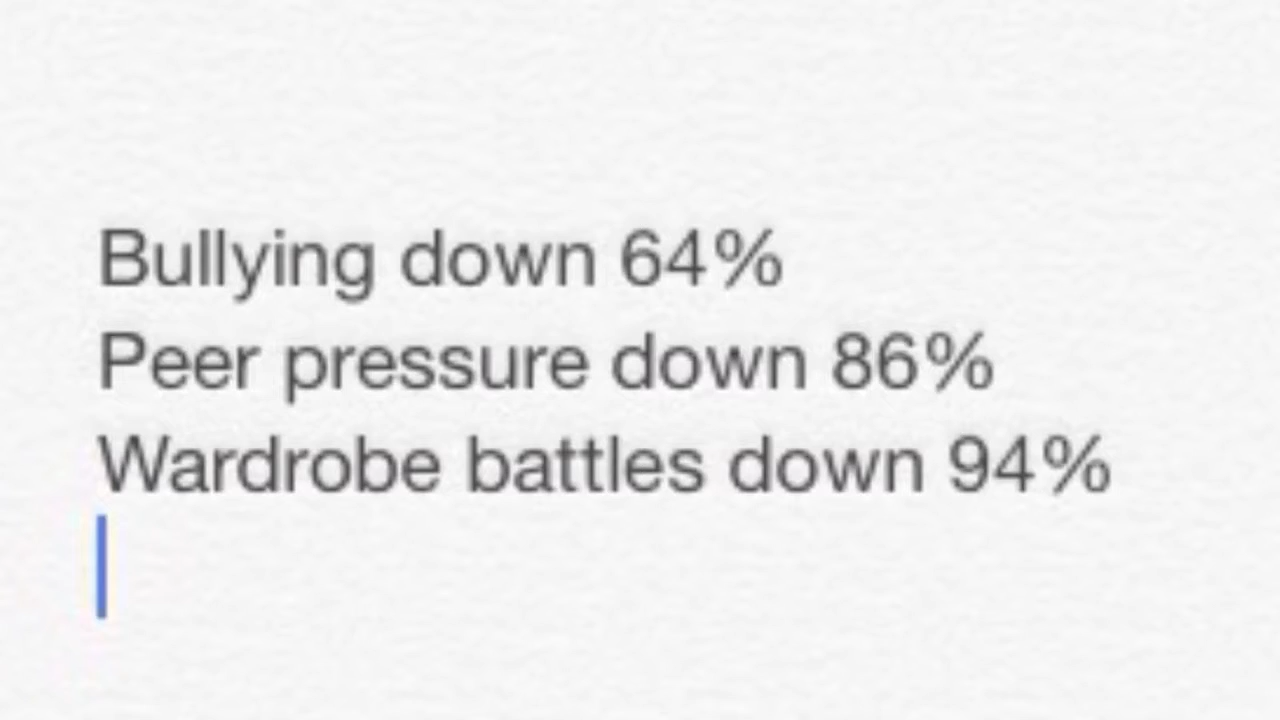 Bullying down 64%
Peer pressure down 86%
Wardrobe battles down 94%